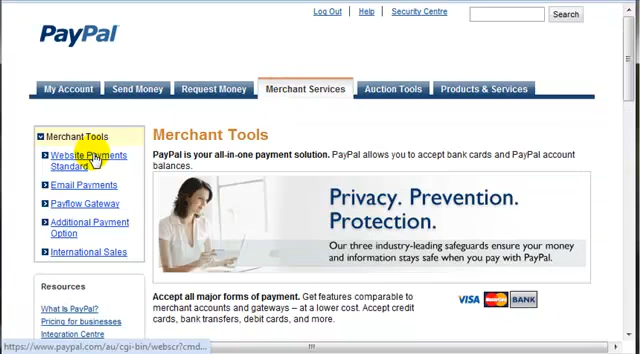 Log Out | Help | Security Centre
Search
PayPal
My Account
Send Money
Request Money
Merchant Services
Auction Tools
Products & Services
Merchant Tools
Website Payments
Standard
Email Payments
Payflow Gateway
Additional Payment
Option
International Sales
Resources
What Is PayPal?
Pricing for businesses
Integration Centre
Merchant Tools
PayPal is your all-in-one payment solution. PayPal allows you to accept bank cards and PayPal account
balances.
Privacy. Prevention.
Protection.
Our three industry-leading safeguards ensure your money
and information stays safe when you pay with PayPal.
Accept all major forms of payment. Get features comparable to
merchant accounts and gateways – at a lower cost. Accept credit
cards, bank transfers, debit cards, and more.
VISA
MasterCard
BANK
https://www.paypal.com/au/cgi-bin/webscr?cmd...